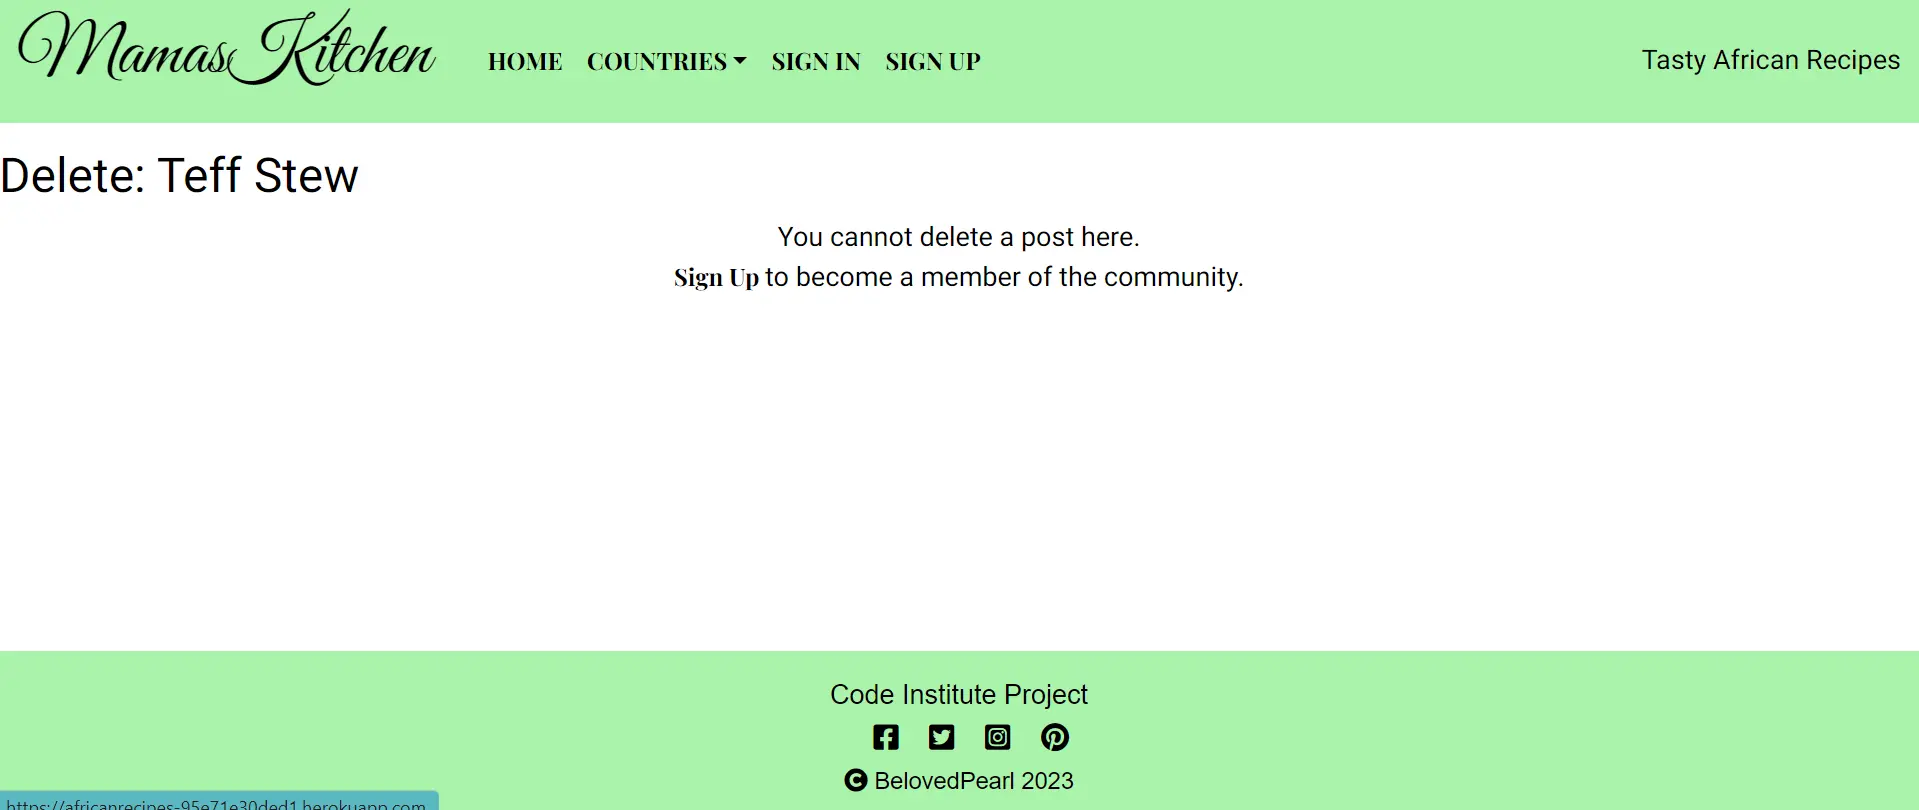 Mamas Kitchen HOME COUNTRIES SIGN IN SIGN UP Tasty African Recipes
Delete: Teff Stew
You cannot delete a post here.
Sign Up to become a member of the community.
Code Institute Project
BelovedPearl 2023
https://africanrecipes-95e71e30ded1.herokuapp.com